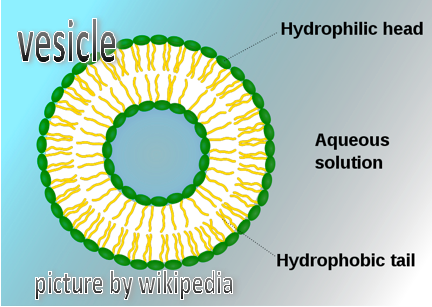 vesicle
Hydrophilic head
Aqueous
solution
Hydrophobic tail
picture by wikipedia